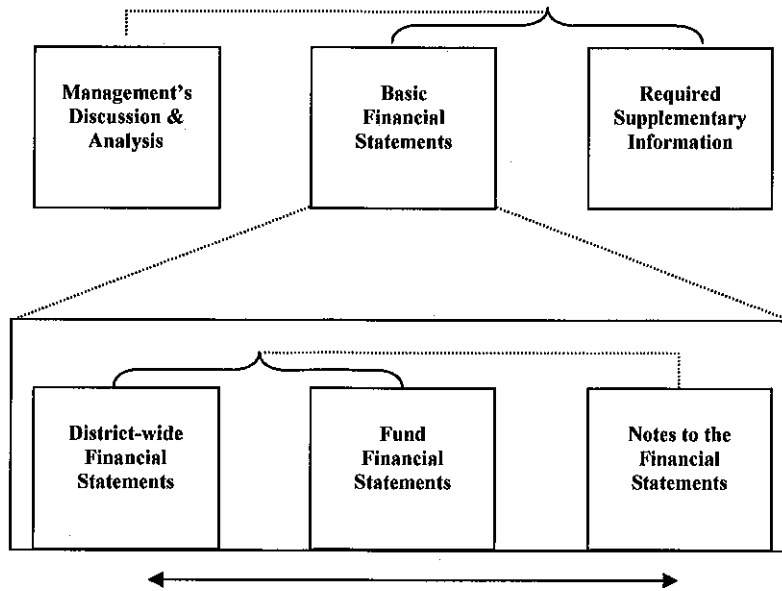 Management's
Discussion &
Analysis
Basic
Financial
Statements
Required
Supplementary
Information
District-wide
Financial
Statements
Fund
Financial
Statements
Notes to the
Financial
Statements